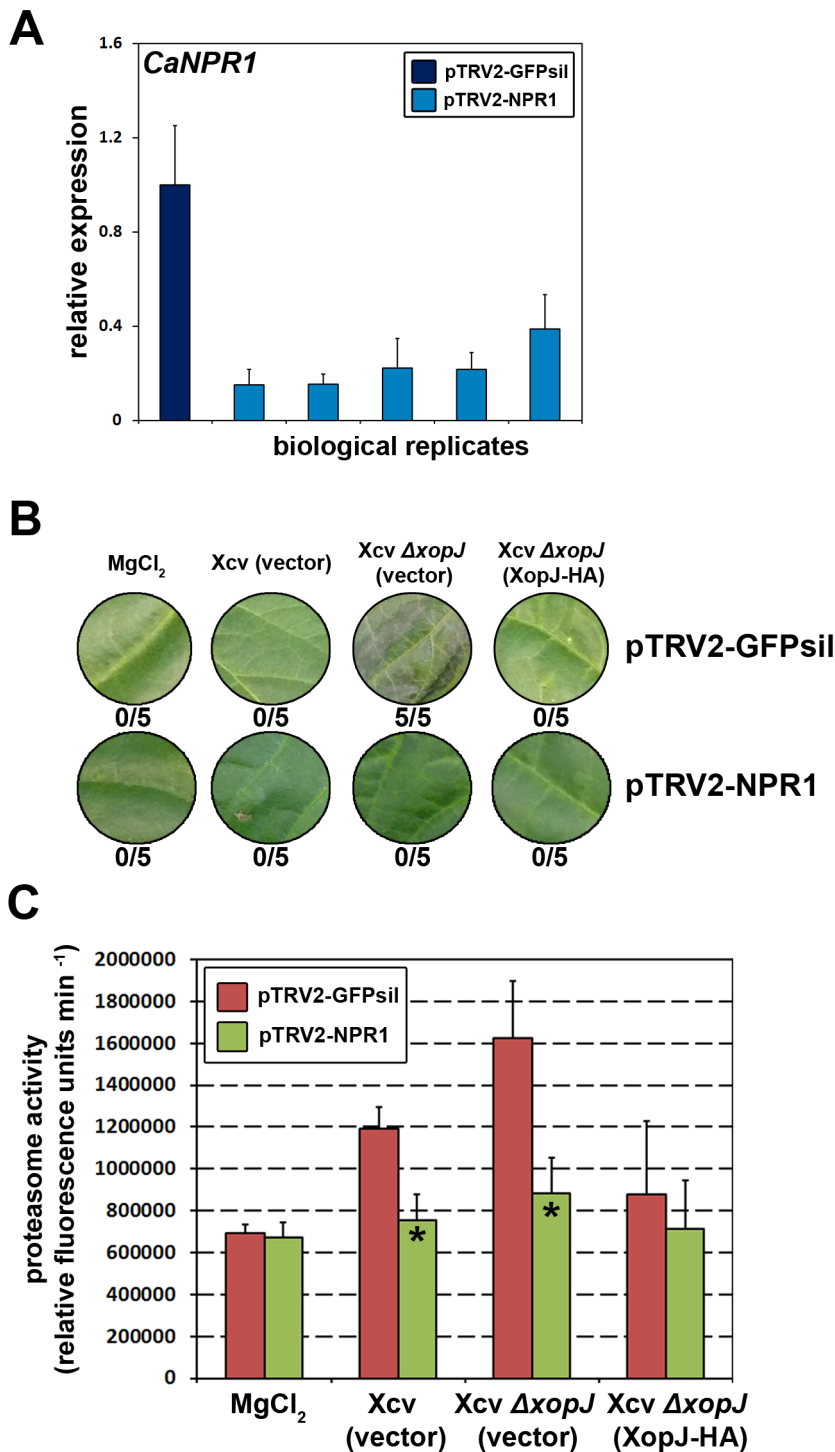 A
CaNPR1
pTRV2-GFPsil
pTRV2-NPR1
relative expression
1.6
1.2
0.8
0.4
0
biological replicates
B
MgCl2
Xcv (vector)
Xcv ΔxopJ
(vector)
Xcv ΔxopJ
(XopJ-HA)
pTRV2-GFPsil
0/5
0/5
5/5
0/5
pTRV2-NPR1
0/5
0/5
0/5
0/5
C
proteasome activity
(relative fluorescence units min -1)
2000000
1800000
1600000
1400000
1200000
1000000
800000
600000
400000
200000
0
pTRV2-GFPsil
pTRV2-NPR1
*
*
MgCl2
Xcv
(vector)
Xcv ΔxopJ
(vector)
Xcv ΔxopJ
(XopJ-HA)